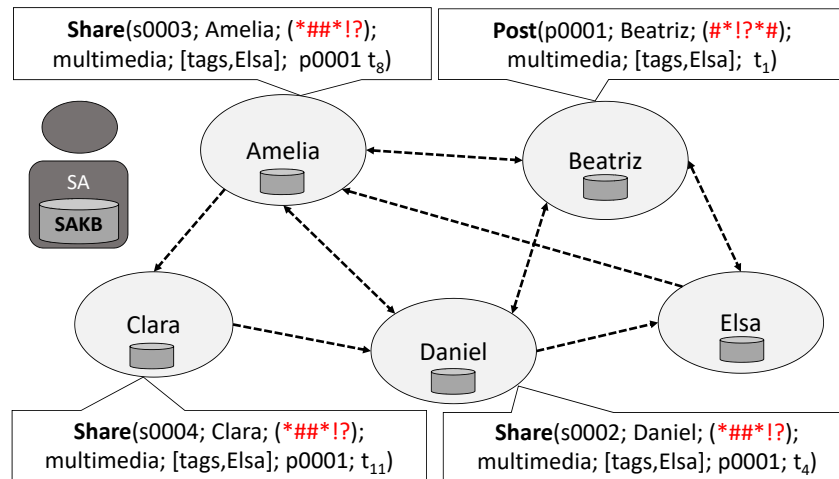 Share(s0003; Amelia; (*##*!?);
multimedia; [tags,Elsa]; p0001 t₈)
Post(p0001; Beatriz; (#*!?*#);
multimedia; [tags,Elsa]; t₁)
Amelia
Beatriz
SA
SAKB
Clara
Daniel
Elsa
Share(s0004; Clara; (*##*!?);
multimedia; [tags,Elsa]; p0001; t₁₁)
Share(s0002; Daniel; (*##*!?);
multimedia; [tags,Elsa]; p0001; t₄)